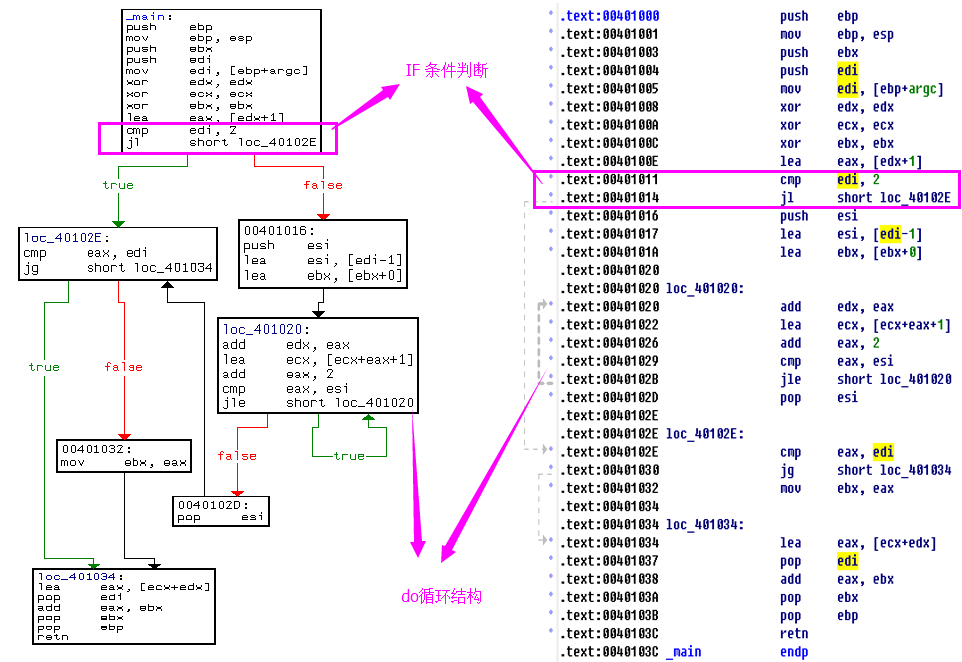 _main:
push ebp
mov ebp, esp
push ebx
push edi
mov edi, [ebp+argc]
xor edx, edx
xor ecx, ecx
xor ebx, ebx
lea eax, [edx+1]
cmp edi, 2
jl short loc_40102E
true
false
loc_40102E:
cmp eax, edi
jg short loc_401034
00401016:
push esi
lea esi, [edi-1]
lea ebx, [ebx+0]
loc_401020:
add edx, eax
lea ecx, [ecx+eax+1]
add eax, 2
cmp eax, esi
jle short loc_401020
true
false
false
true
00401032:
mov ebx, eax
0040102D:
pop esi
loc_401034:
lea eax, [ecx+edx]
pop edi
add eax, ebx
pop ebx
pop ebp
retn
IF 条件判断
do循环结构
.text:00401000 push ebp
.text:00401001 mov ebp, esp
.text:00401003 push ebx
.text:00401004 push edi
.text:00401005 mov edi, [ebp+argc]
.text:00401008 xor edx, edx
.text:0040100A xor ecx, ecx
.text:0040100C xor ebx, ebx
.text:0040100E lea eax, [edx+1]
.text:00401011 cmp edi, 2
.text:00401014 jl short loc_40102E
.text:00401016 push esi
.text:00401017 lea esi, [edi-1]
.text:0040101A lea ebx, [ebx+0]
.text:00401020
.text:00401020 loc_401020:
.text:00401020 add edx, eax
.text:00401022 lea ecx, [ecx+eax+1]
.text:00401026 add eax, 2
.text:00401029 cmp eax, esi
.text:0040102B jle short loc_401020
.text:0040102D pop esi
.text:0040102E
.text:0040102E loc_40102E:
.text:0040102E cmp eax, edi
.text:00401030 jg short loc_401034
.text:00401032 mov ebx, eax
.text:00401034
.text:00401034 loc_401034:
.text:00401034 lea eax, [ecx+edx]
.text:00401037 pop edi
.text:00401038 add eax, ebx
.text:0040103A pop ebx
.text:0040103B pop ebp
.text:0040103C retn
.text:0040103C _main endp